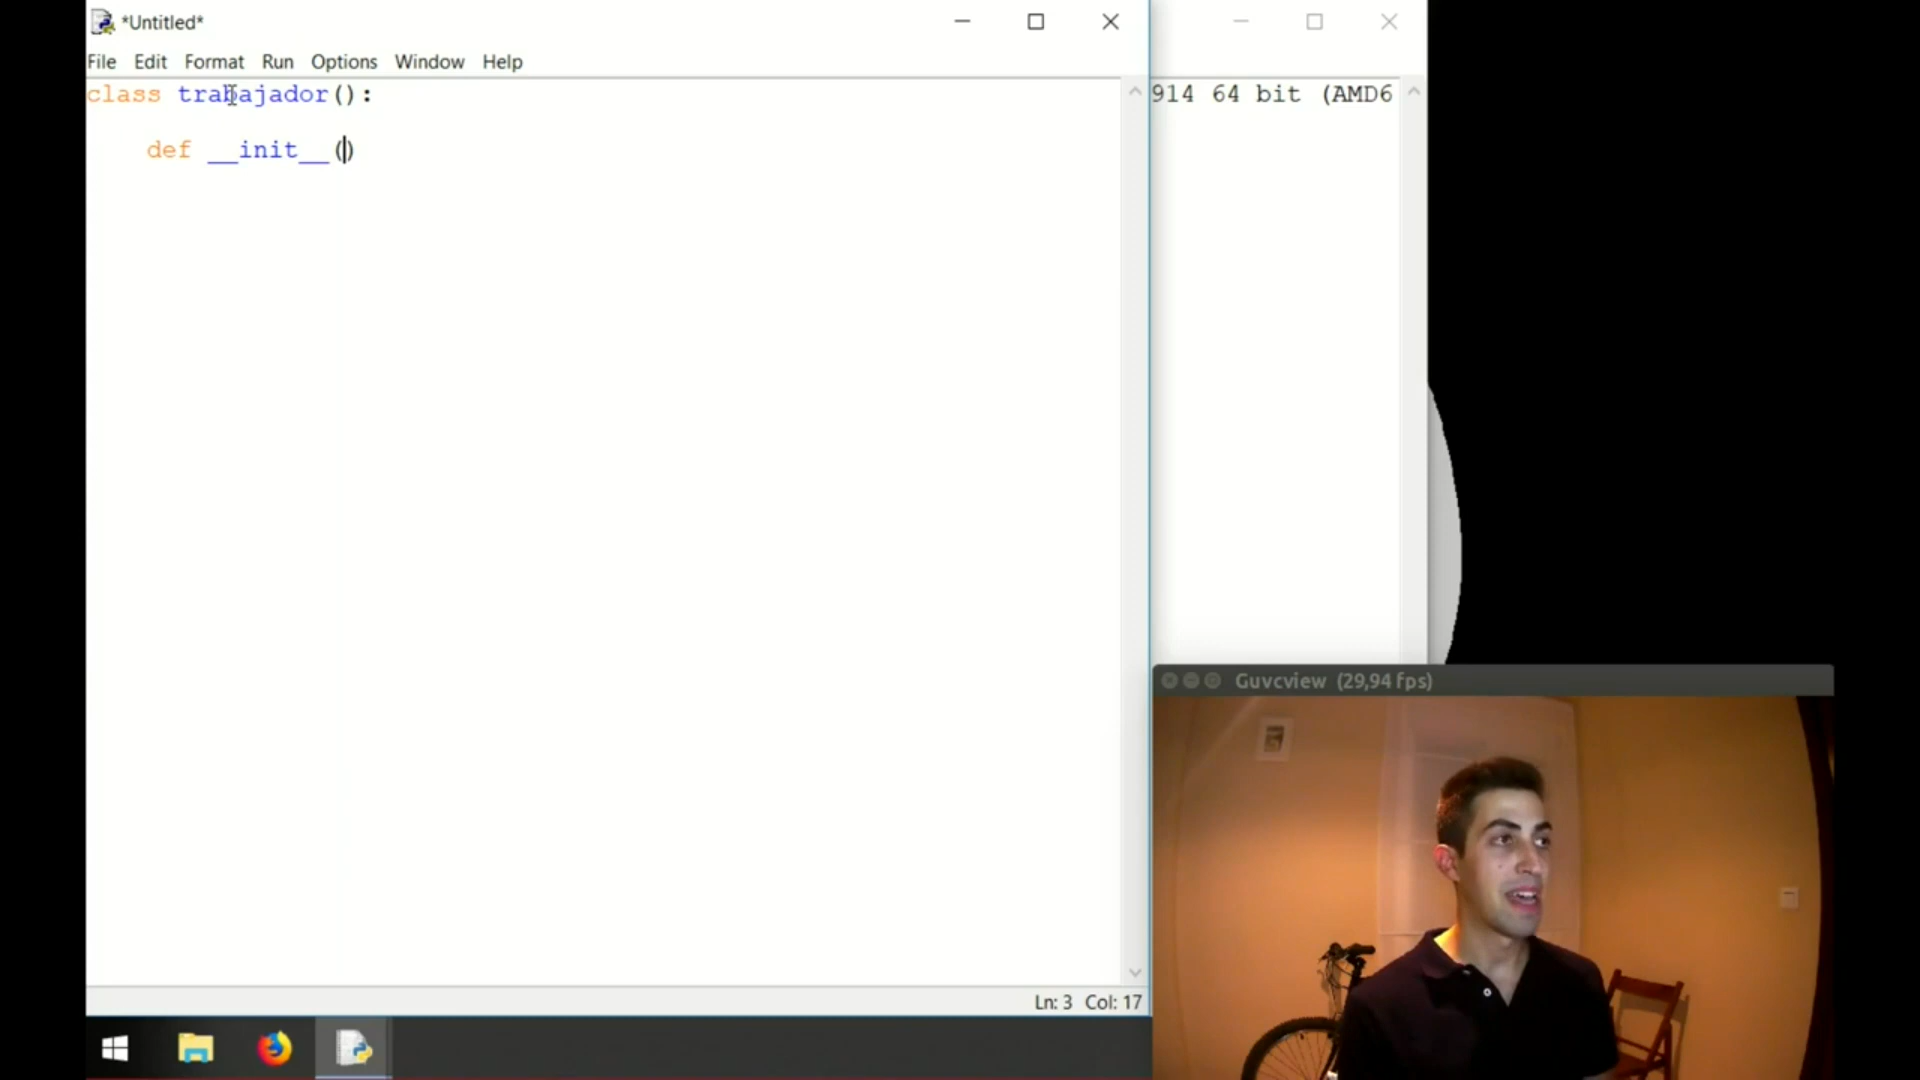 *Untitled*
File Edit Format Run Options Window Help
class trabajador():
def __init__()
914 64 bit (AMD6
Ln: 3 Col: 17
Guvcview (29,94 fps)